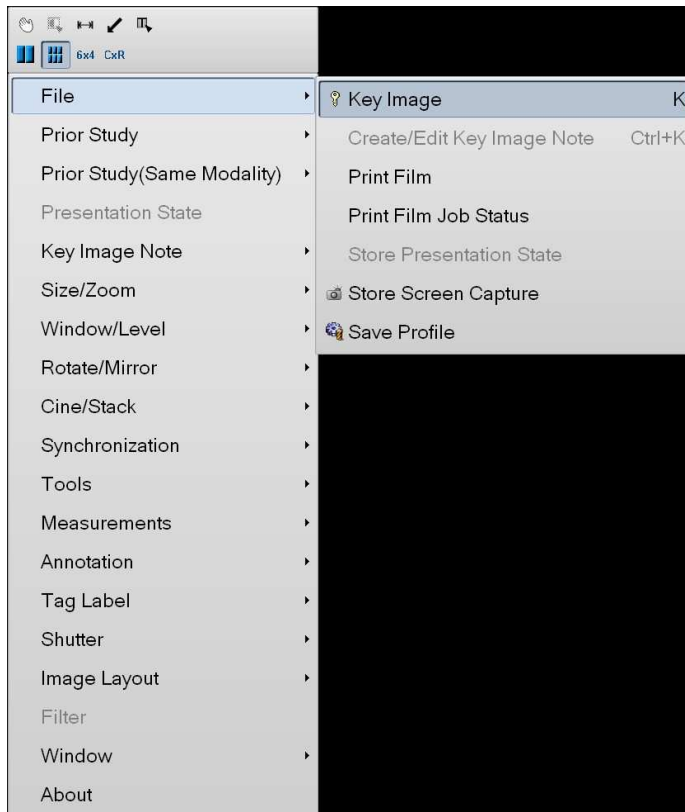 6x4 CxR
File
Key Image K
Prior Study
Create/Edit Key Image Note Ctrl+K
Prior Study(Same Modality)
Print Film
Presentation State
Print Film Job Status
Key Image Note
Store Presentation State
Size/Zoom
Store Screen Capture
Window/Level
Save Profile
Rotate/Mirror
Cine/Stack
Synchronization
Tools
Measurements
Annotation
Tag Label
Shutter
Image Layout
Filter
Window
About